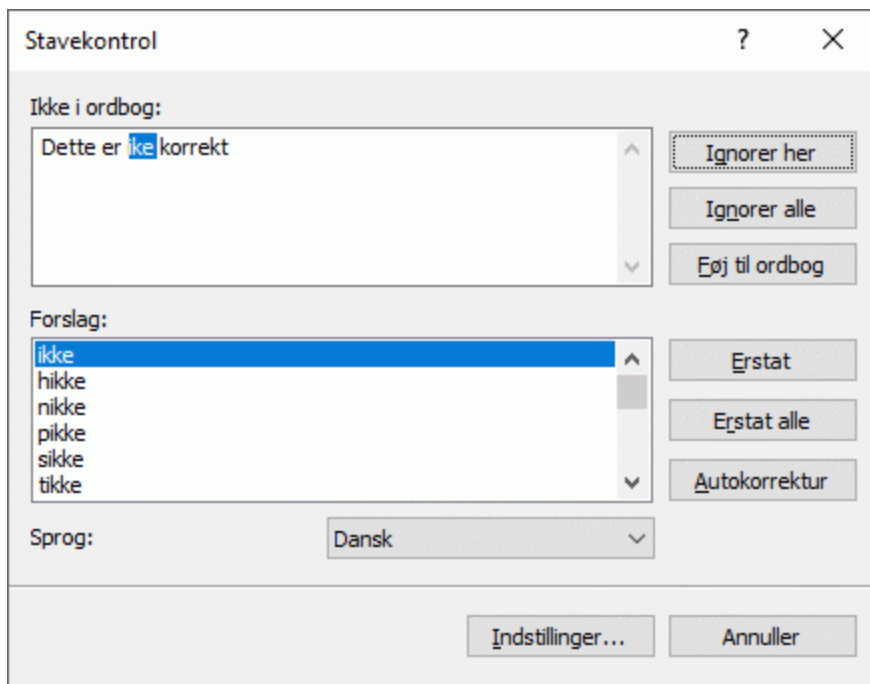 Stavekontrol
Ikke i ordbog:
Dette er ike korrekt
Ignorer her
Ignorer alle
Føj til ordbog
Forslag:
ikke
hikke
nikke
pikke
sikke
tikke
Erstat
Erstat alle
Autokorrektur
Sprog:
Dansk
Indstillinger...
Annuller